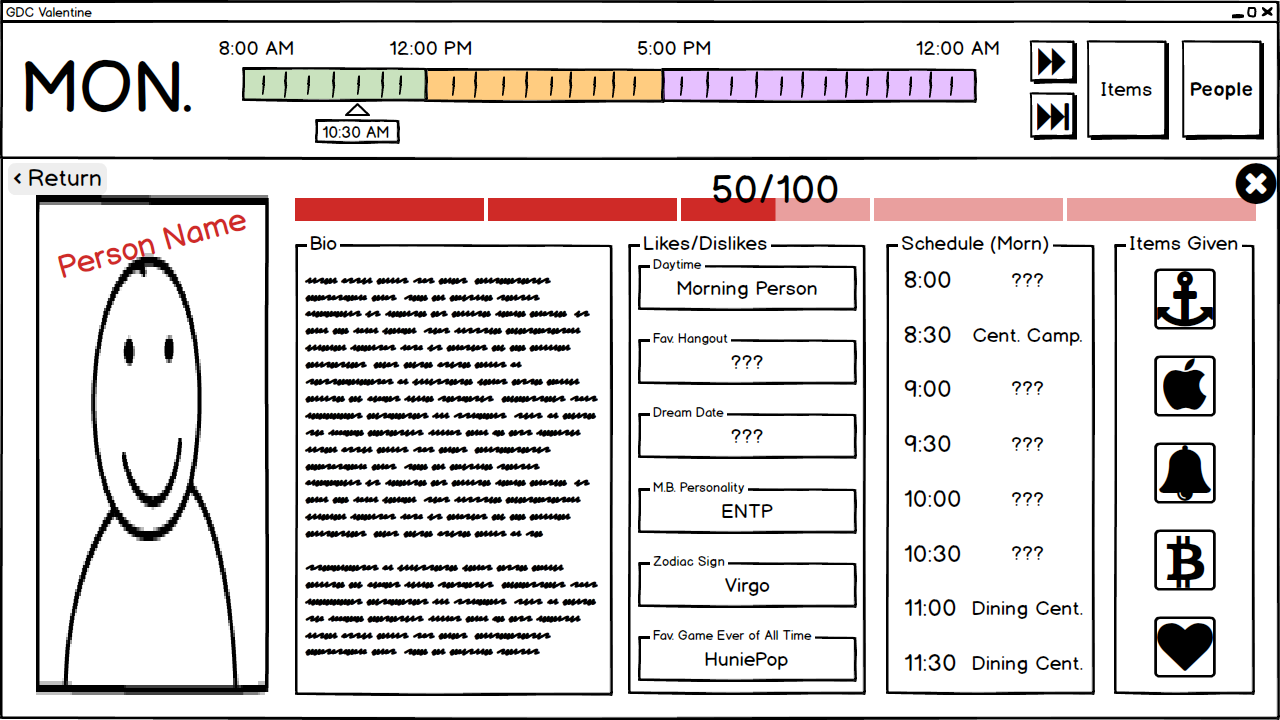 GDC Valentine
8:00 AM
12:00 PM
5:00 PM
12:00 AM
MON.
10:30 AM
Items
People
‹ Return
50/100
Person Name
Bio
Likes/Dislikes
Daytime
Morning Person
Fav. Hangout
???
Dream Date
???
M.B. Personality
ENTP
Zodiac Sign
Virgo
Fav. Game Ever of All Time
HuniePop
Schedule (Morn)
8:00 ???
8:30 Cent. Camp.
9:00 ???
9:30 ???
10:00 ???
10:30 ???
11:00 Dining Cent.
11:30 Dining Cent.
Items Given